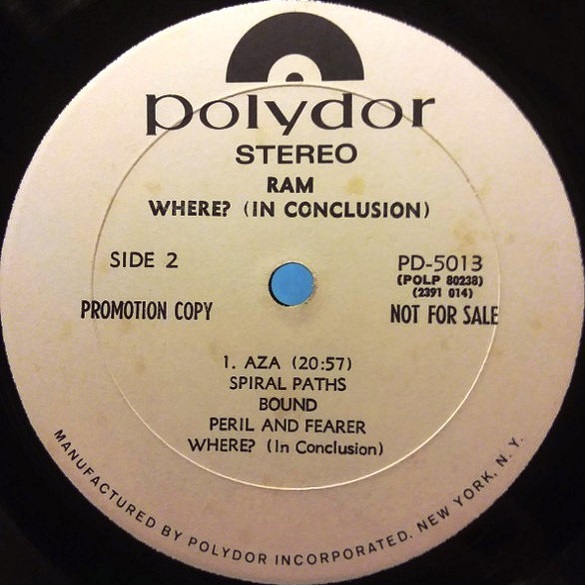 polydor
STEREO
RAM
WHERE? (IN CONCLUSION)
SIDE 2
PD-5013
(POLP 80238)
(2391 014)
PROMOTION COPY
NOT FOR SALE
1. AZA (20:57)
SPIRAL PATHS
BOUND
PERIL AND FEARER
WHERE? (In Conclusion)
MANUFACTURED BY POLYDOR INCORPORATED. NEW YORK, N. Y.